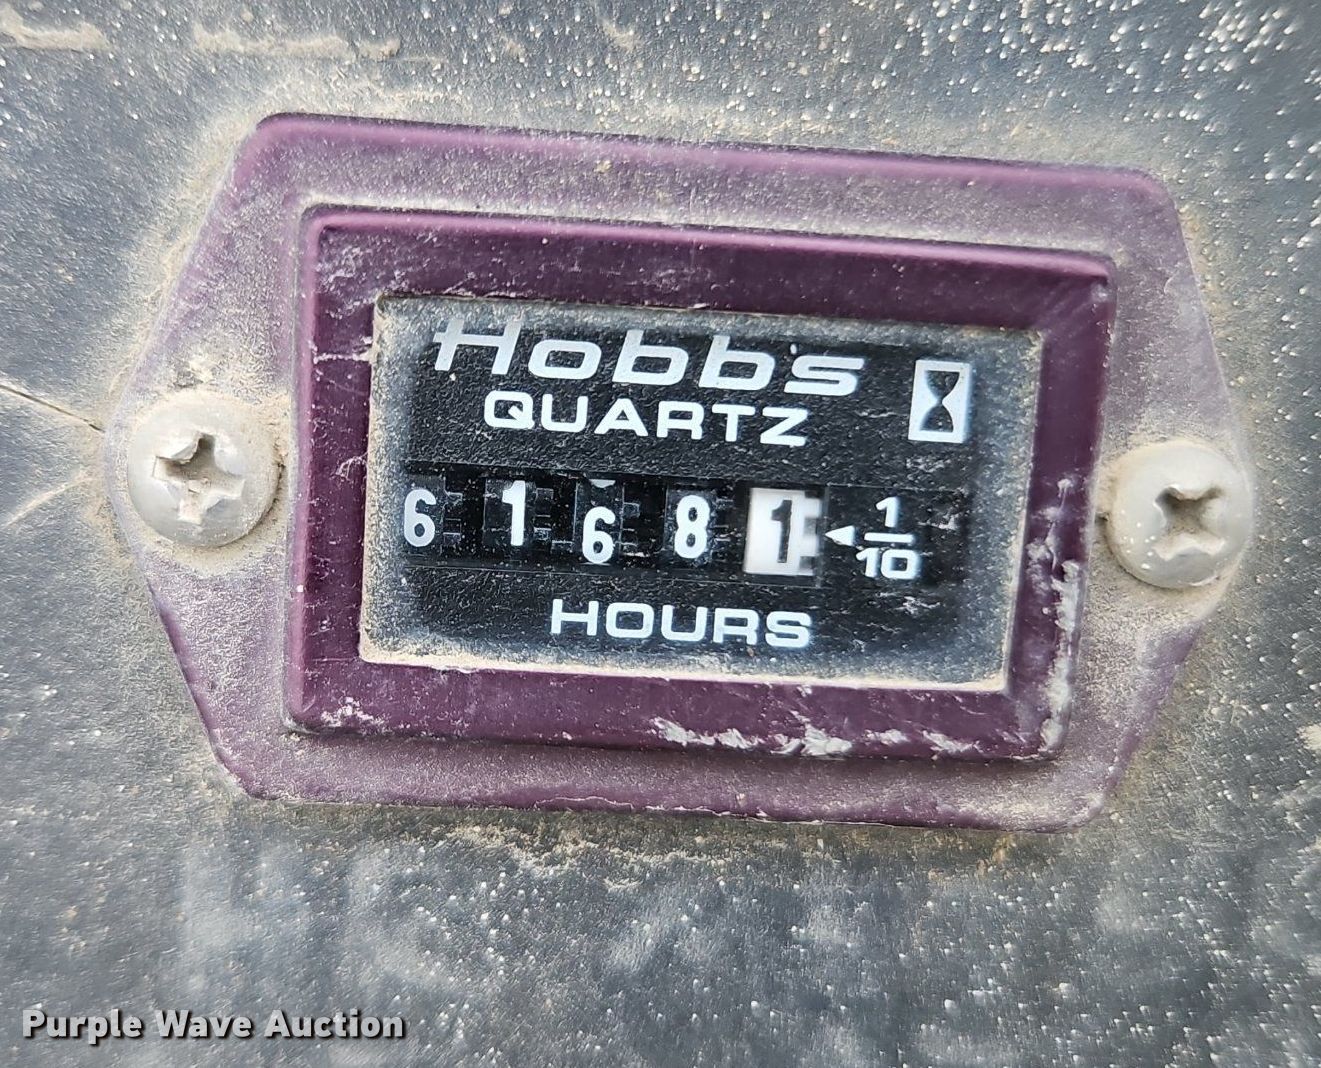 Hobbs
QUARTZ
6 1 6 8 1 ◄ 1/10
HOURS
Purple Wave Auction